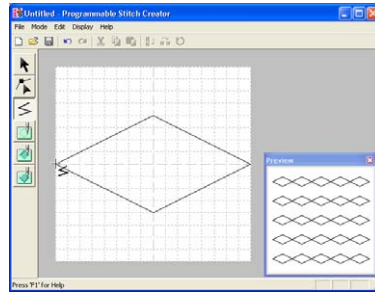 Untitled - Programmable Stitch Creator
File Mode Edit Display Help
Preview
Press "F1" for Help